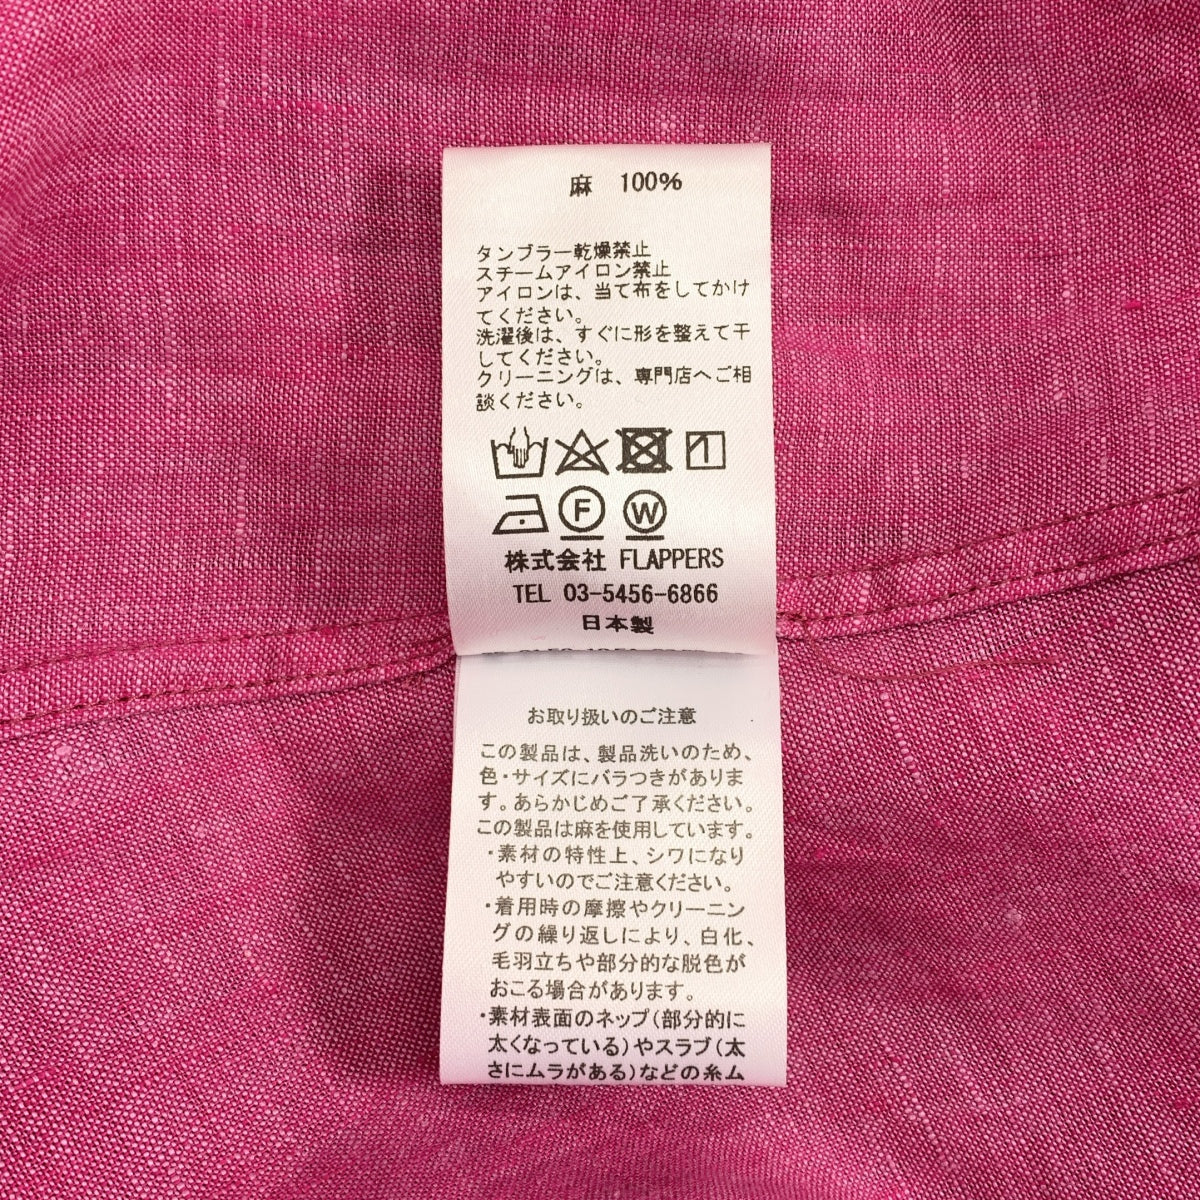 麻 100%
タンブラー乾燥禁止
スチームアイロン禁止
アイロンは、当て布をしてかけ
てください。
洗濯後は、すぐに形を整えて干
してください。
クリーニングは、専門店へご相
談ください。
F W
株式会社 FLAPPERS
TEL 03-5456-6866
日本製
お取り扱いのご注意
この製品は、製品洗いのため、
色・サイズにバラつきがありま
す。あらかじめご了承ください。
この製品は麻を使用しています。
・素材の特性上、シワになり
やすいのでご注意ください。
・着用時の摩擦やクリーニン
グの繰り返しにより、白化、
毛羽立ちや部分的な脱色が
おこる場合があります。
・素材表面のネップ(部分的に
太くなっている)やスラブ(太
さにムラがある)などの糸ム